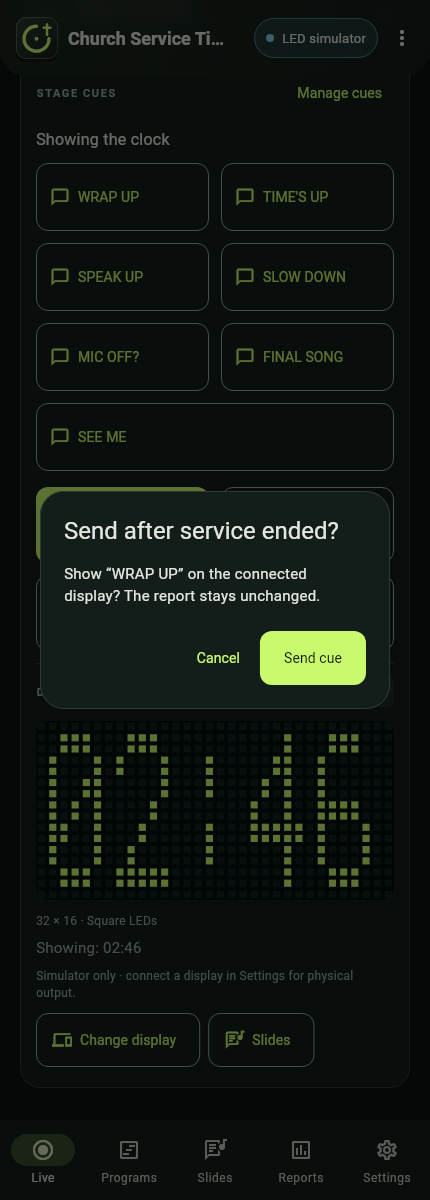 Church Service Ti...
LED simulator
STAGE CUES
Manage cues
Showing the clock
WRAP UP
TIME'S UP
SPEAK UP
SLOW DOWN
MIC OFF?
FINAL SONG
SEE ME
Send after service ended?
Show “WRAP UP” on the connected
display? The report stays unchanged.
Cancel
Send cue
02:46
32 × 16 · Square LEDs
Showing: 02:46
Simulator only · connect a display in Settings for physical
output.
Change display
Slides
Live
Programs
Slides
Reports
Settings